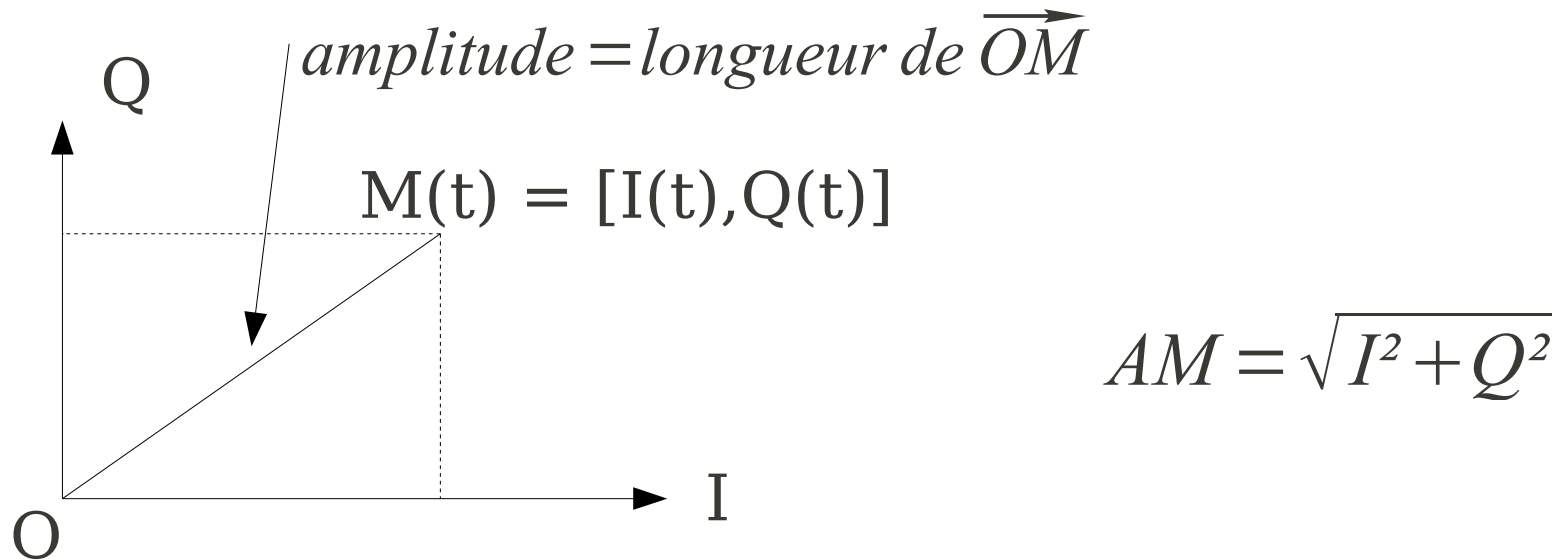 amplitude = longueur de OM
Q
M(t) = [I(t),Q(t)]
AM = √I² + Q²
I
O